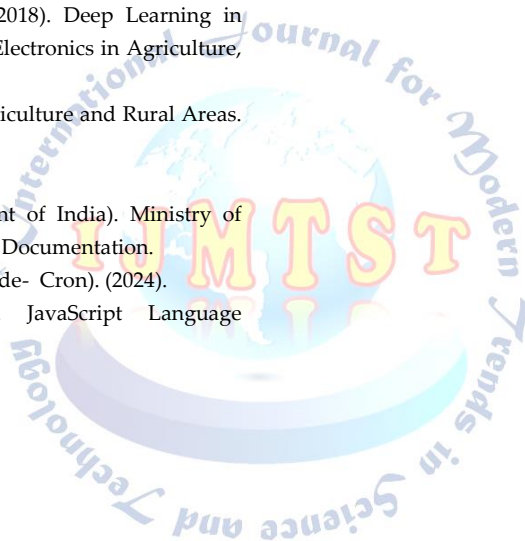 2018). Deep Learning in
Electronics in Agriculture,
iculture and Rural Areas.
nt of India). Ministry of
Documentation.
de- Cron). (2024).
JavaScript Language
International Journal for Modern Trends in Science and Technology
IJMTST